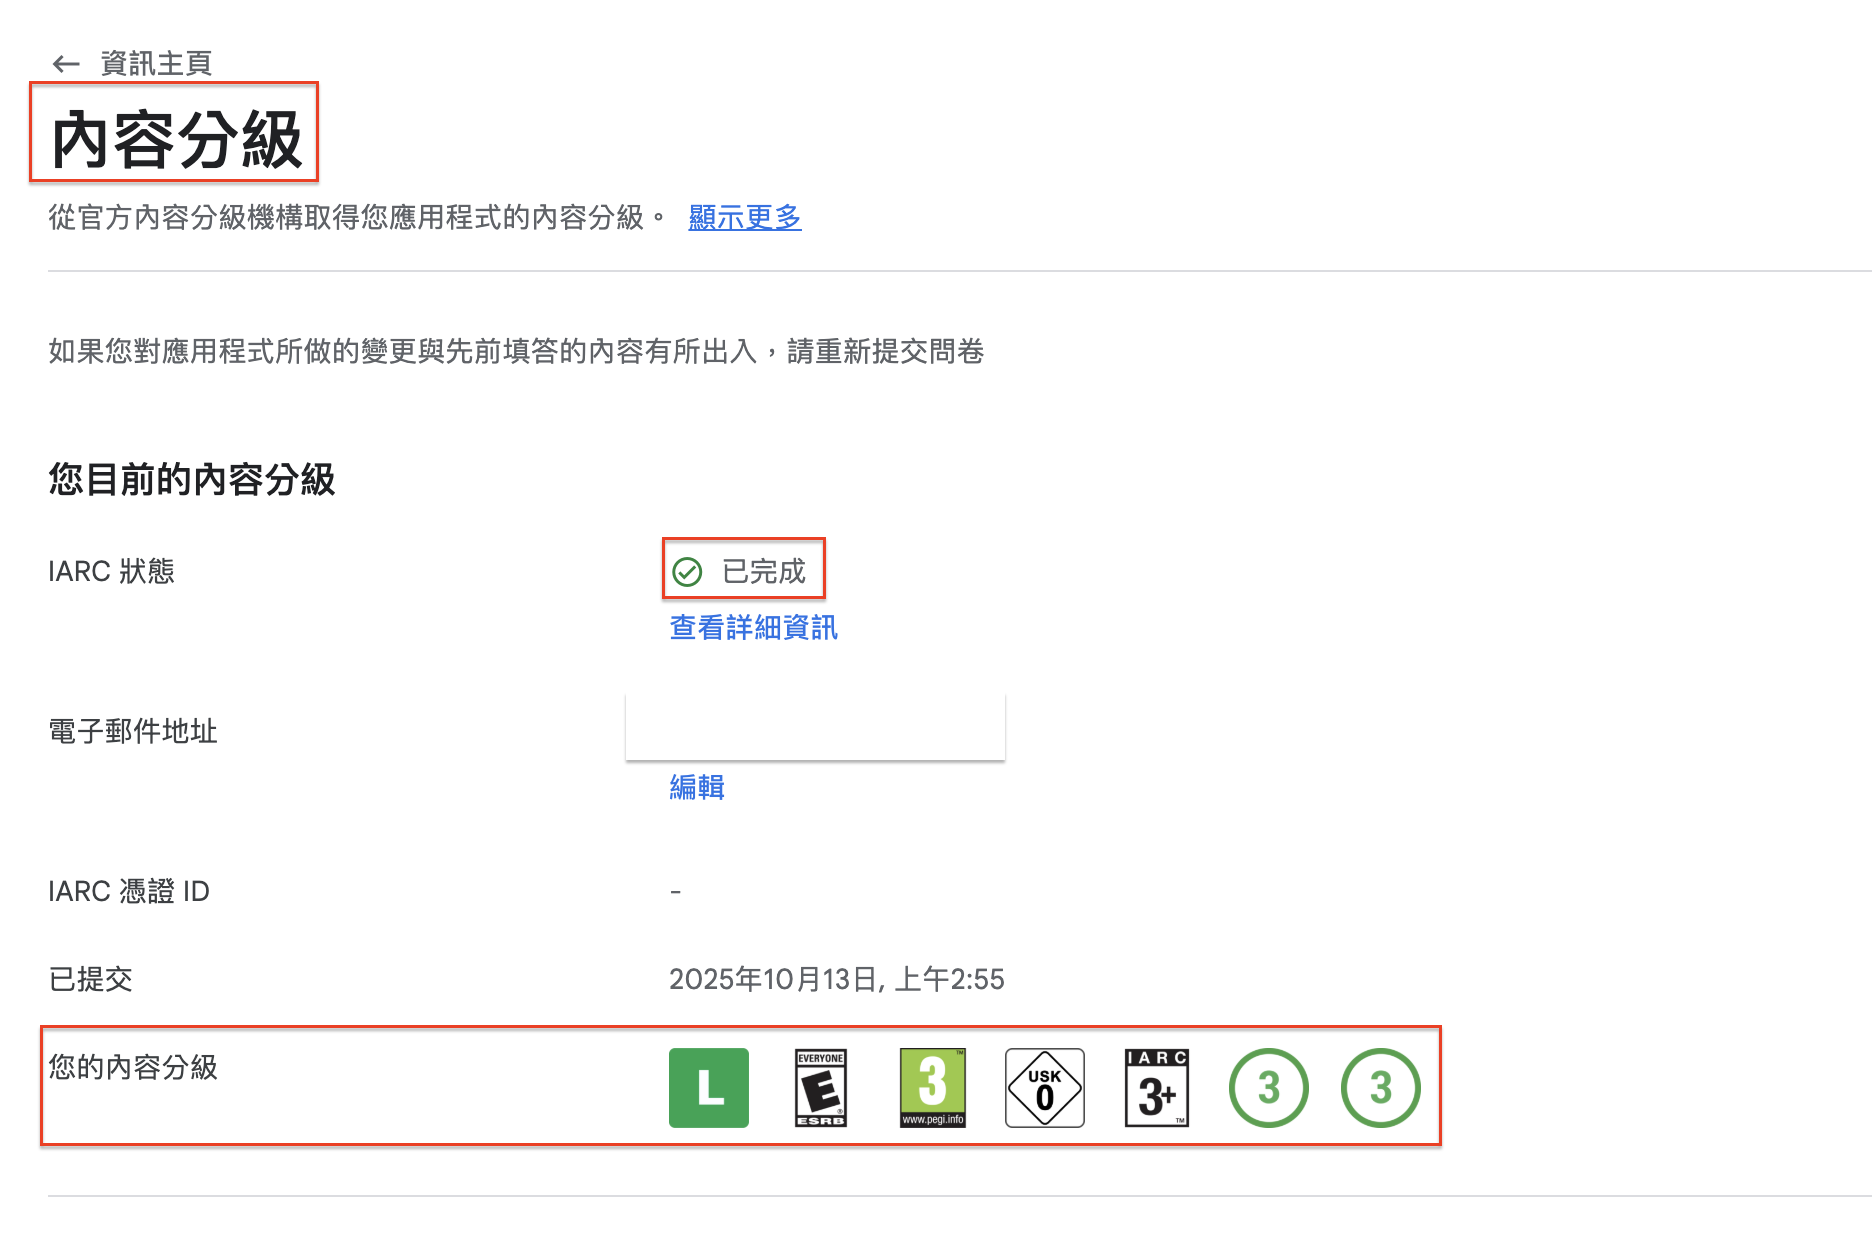 ← 資訊主頁
內容分級
從官方內容分級機構取得您應用程式的內容分級。 顯示更多
如果您對應用程式所做的變更與先前填答的內容有所出入，請重新提交問卷
您目前的內容分級
IARC 狀態 已完成
查看詳細資訊
電子郵件地址
編輯
IARC 憑證 ID -
已提交 2025年10月13日, 上午2:55
您的內容分級
L
EVERYONE
E
®
ESRB
3
™
www.pegi.info
USK
0
IARC
3+
™
3
3